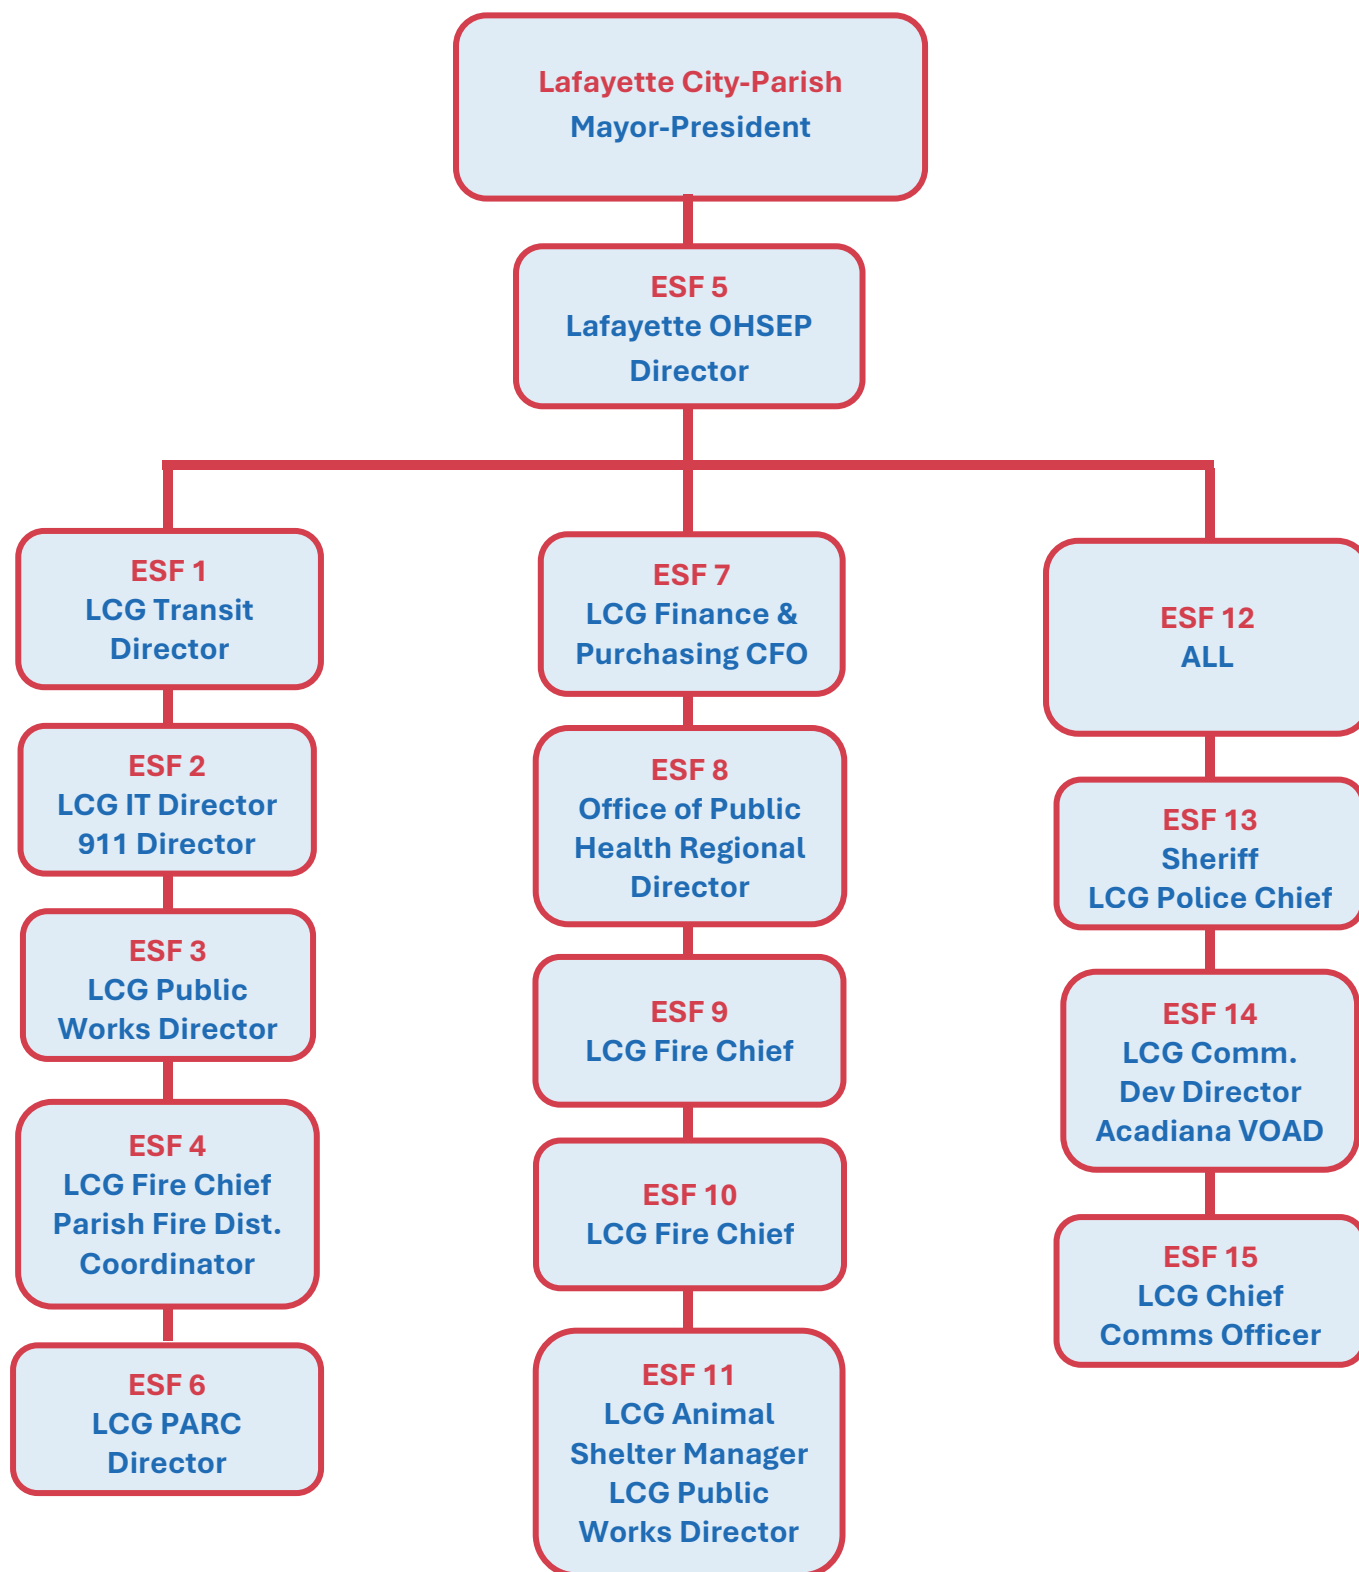 Lafayette City-Parish
Mayor-President
ESF 5
Lafayette OHSEP
Director
ESF 1
LCG Transit
Director
ESF 2
LCG IT Director
911 Director
ESF 3
LCG Public
Works Director
ESF 4
LCG Fire Chief
Parish Fire Dist.
Coordinator
ESF 6
LCG PARC
Director
ESF 7
LCG Finance &
Purchasing CFO
ESF 8
Office of Public
Health Regional
Director
ESF 9
LCG Fire Chief
ESF 10
LCG Fire Chief
ESF 11
LCG Animal
Shelter Manager
LCG Public
Works Director
ESF 12
ALL
ESF 13
Sheriff
LCG Police Chief
ESF 14
LCG Comm.
Dev Director
Acadiana VOAD
ESF 15
LCG Chief
Comms Officer